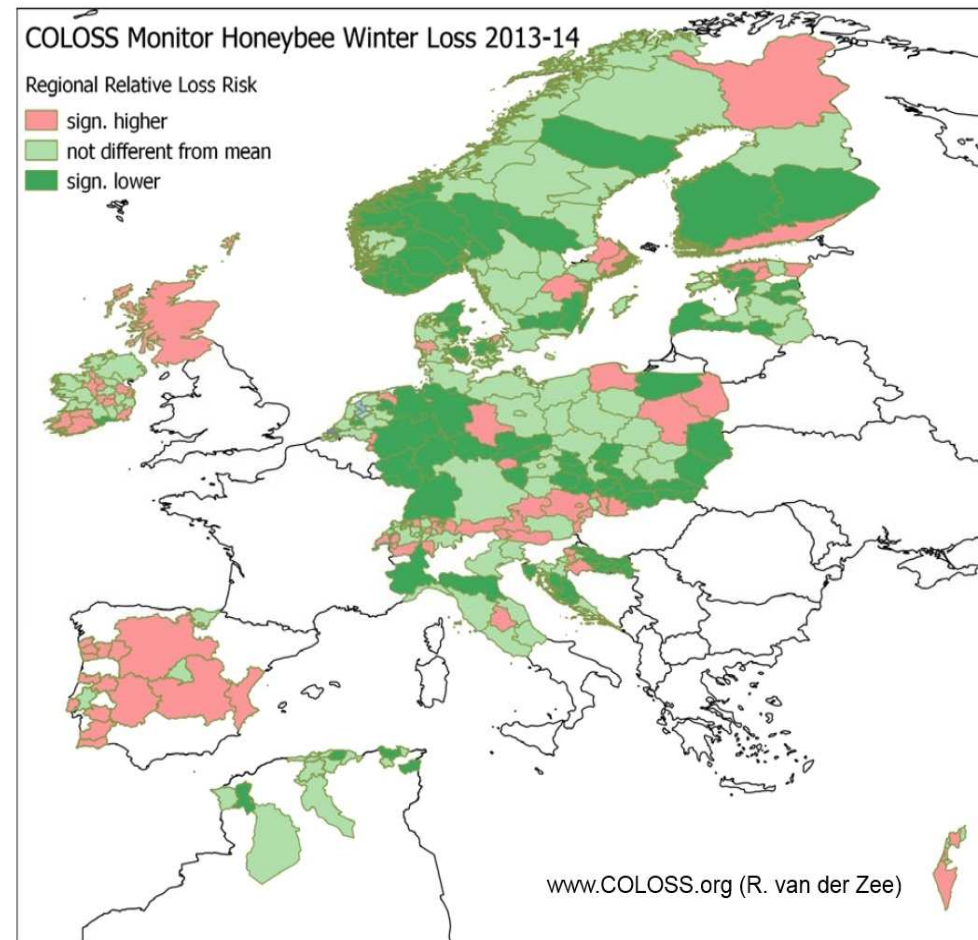 COLOSS Monitor Honeybee Winter Loss 2013-14
Regional Relative Loss Risk
sign. higher
not different from mean
sign. lower
www.COLOSS.org (R. van der Zee)